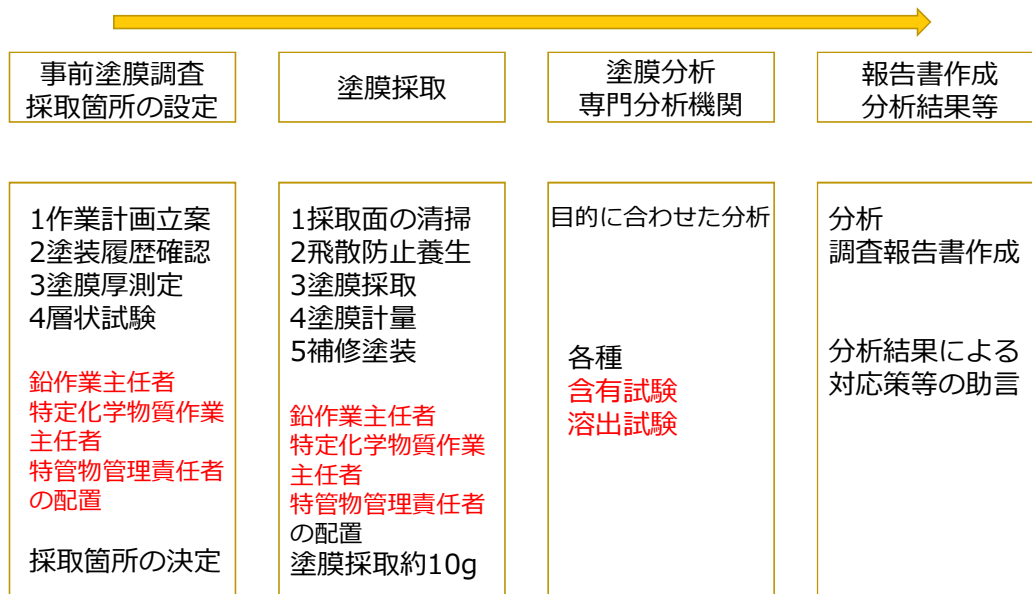 事前塗膜調査
採取箇所の設定
塗膜採取
塗膜分析
専門分析機関
報告書作成
分析結果等
1作業計画立案
2塗装履歴確認
3塗膜厚測定
4層状試験
鉛作業主任者
特定化学物質作業
主任者
特管物管理責任者
の配置
採取箇所の決定
1採取面の清掃
2飛散防止養生
3塗膜採取
4塗膜計量
5補修塗装
鉛作業主任者
特定化学物質作業
主任者
特管物管理責任者
の配置
塗膜採取約10g
目的に合わせた分析
各種
含有試験
溶出試験
分析
調査報告書作成
分析結果による
対応策等の助言